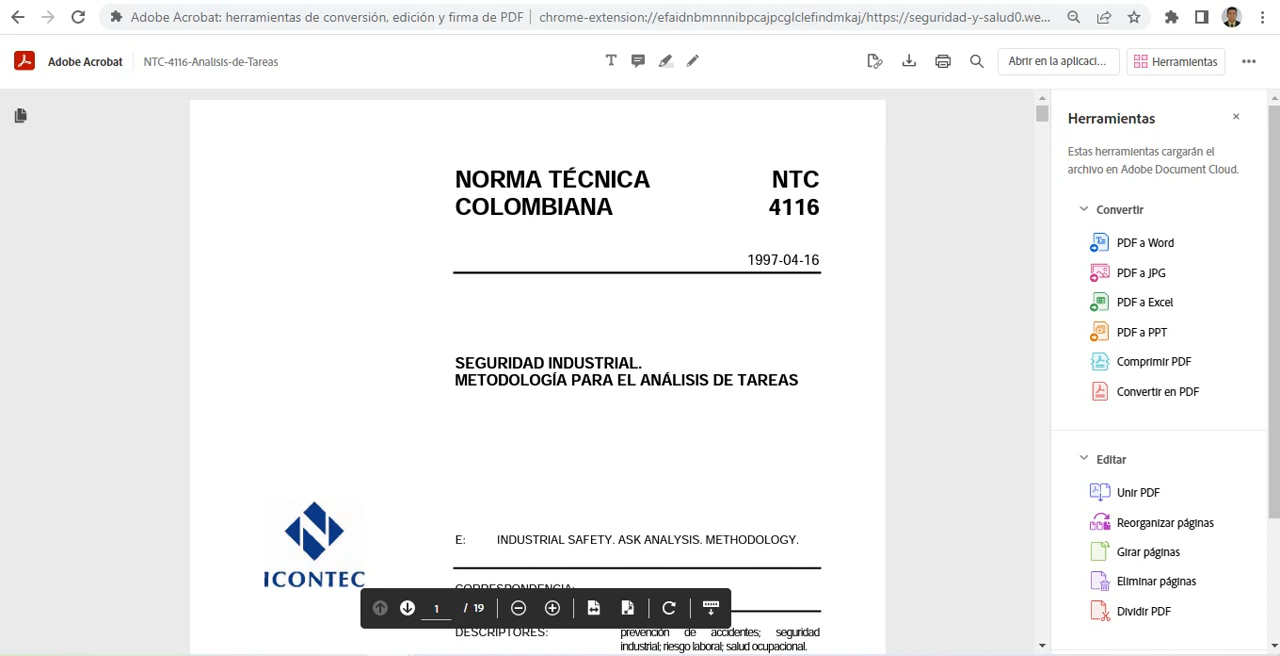 Adobe Acrobat: herramientas de conversión, edición y firma de PDF | chrome-extension://efaidnbmnnnibpcajpcglclefindmkaj/https://seguridad-y-salud0.we...
Adobe Acrobat NTC-4116-Analisis-de-Tareas T Abrir en la aplicaci... Herramientas
NORMA TÉCNICA NTC
COLOMBIANA 4116
1997-04-16
SEGURIDAD INDUSTRIAL.
METODOLOGÍA PARA EL ANÁLISIS DE TAREAS
ICONTEC
E: INDUSTRIAL SAFETY. ASK ANALYSIS. METHODOLOGY.
CORRESPONDENCIA:
1 / 19
DESCRIPTORES: prevención de accidentes; seguridad
industrial; riesgo laboral; salud ocupacional.
Herramientas
Estas herramientas cargarán el
archivo en Adobe Document Cloud.
Convertir
PDF a Word
PDF a JPG
PDF a Excel
PDF a PPT
Comprimir PDF
Convertir en PDF
Editar
Unir PDF
Reorganizar páginas
Girar páginas
Eliminar páginas
Dividir PDF